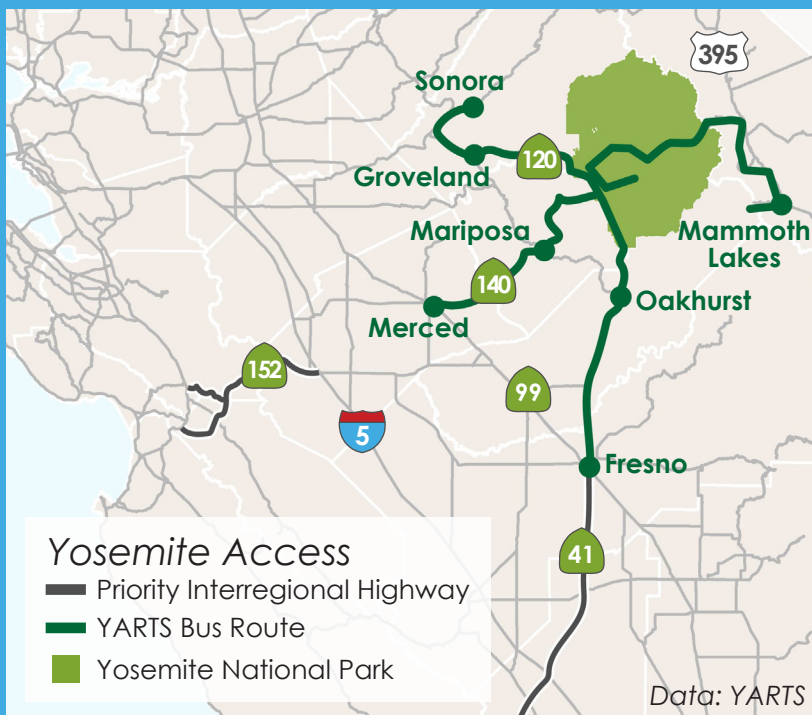 395
Sonora
120
Groveland
Mariposa
Mammoth
Lakes
140
Oakhurst
Merced
152
99
5
Fresno
41
Yosemite Access
Priority Interregional Highway
YARTS Bus Route
Yosemite National Park
Data: YARTS